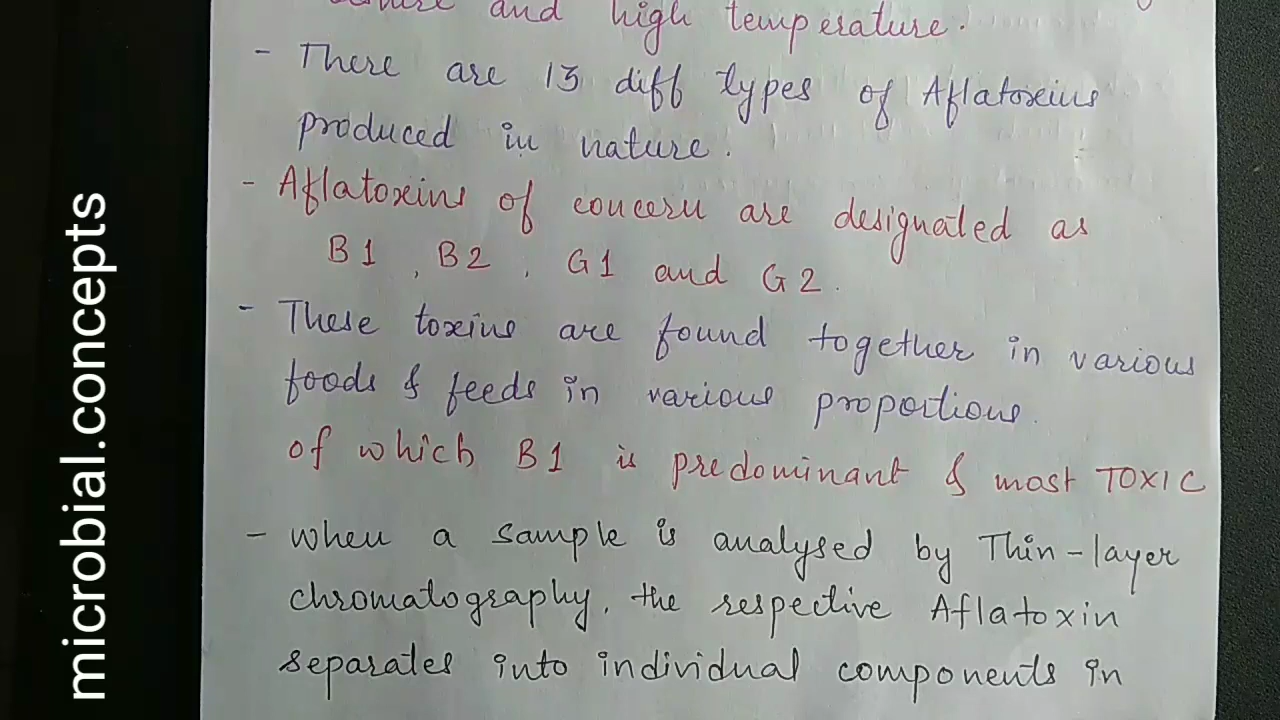 and high temperature.
- There are 13 diff types of Aflatoxins
produced in nature.
- Aflatoxins of concern are designated as
B1 , B2 , G1 and G2.
- These toxins are found together in various
foods & feeds in various proportions.
of which B1 is predominant & most TOXIC
- When a sample is analysed by Thin-layer
chromatography, the respective Aflatoxin
separates into individual components in
microbial.concepts